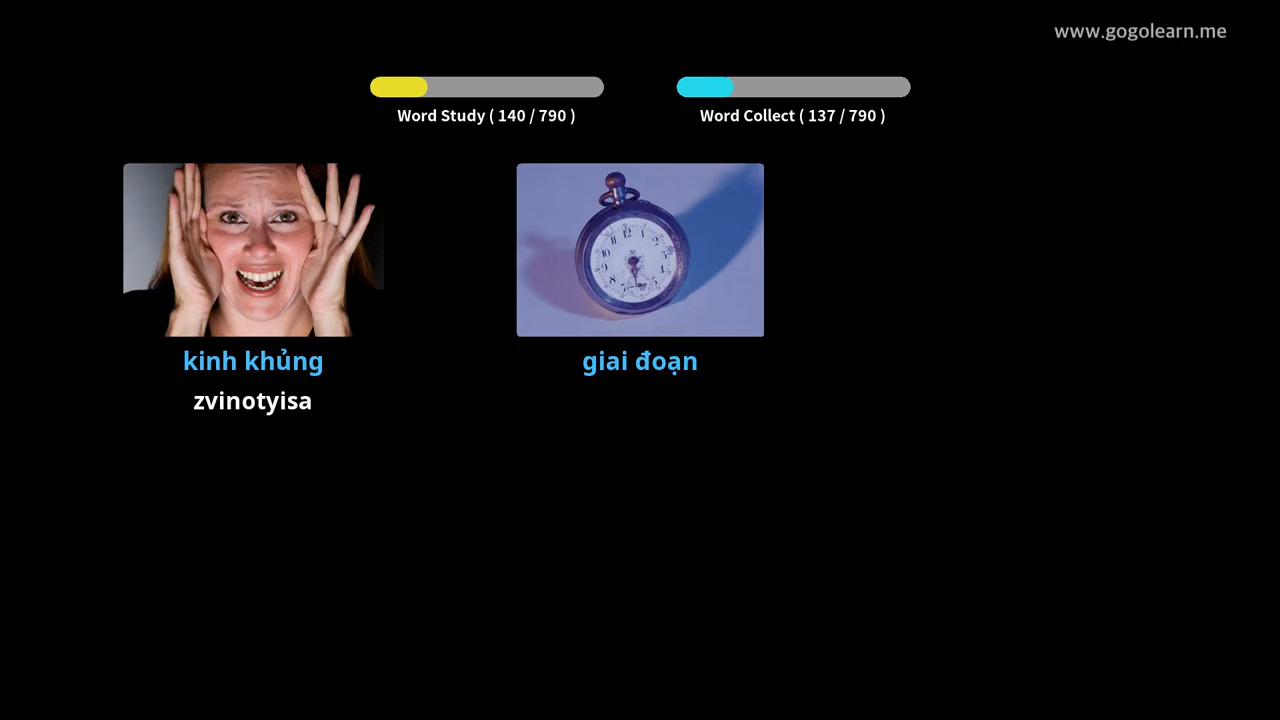 www.gogolearn.me
Word Study ( 140 / 790 )
Word Collect ( 137 / 790 )
kinh khủng
zvinotyisa
giai đoạn